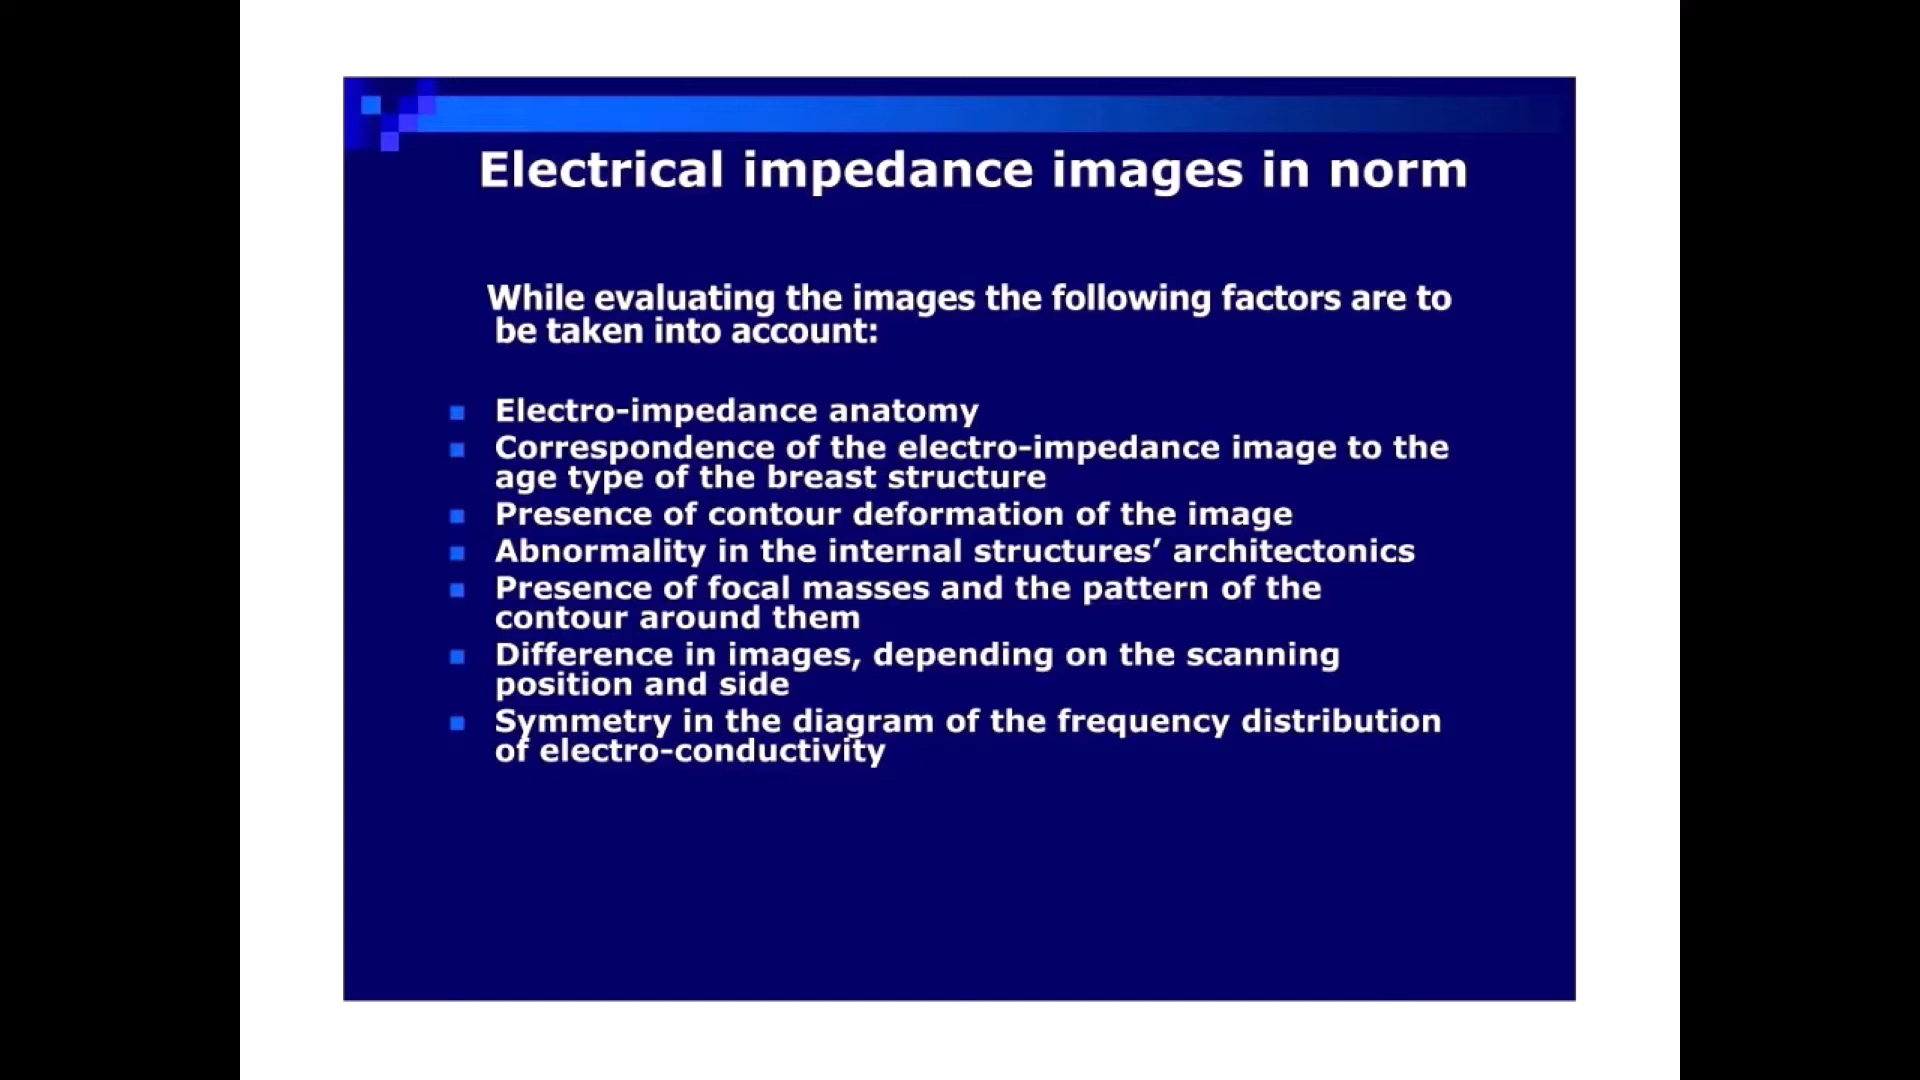 Electrical impedance images in norm
While evaluating the images the following factors are to
be taken into account:
Electro-impedance anatomy
Correspondence of the electro-impedance image to the
age type of the breast structure
Presence of contour deformation of the image
Abnormality in the internal structures’ architectonics
Presence of focal masses and the pattern of the
contour around them
Difference in images, depending on the scanning
position and side
Symmetry in the diagram of the frequency distribution
of electro-conductivity